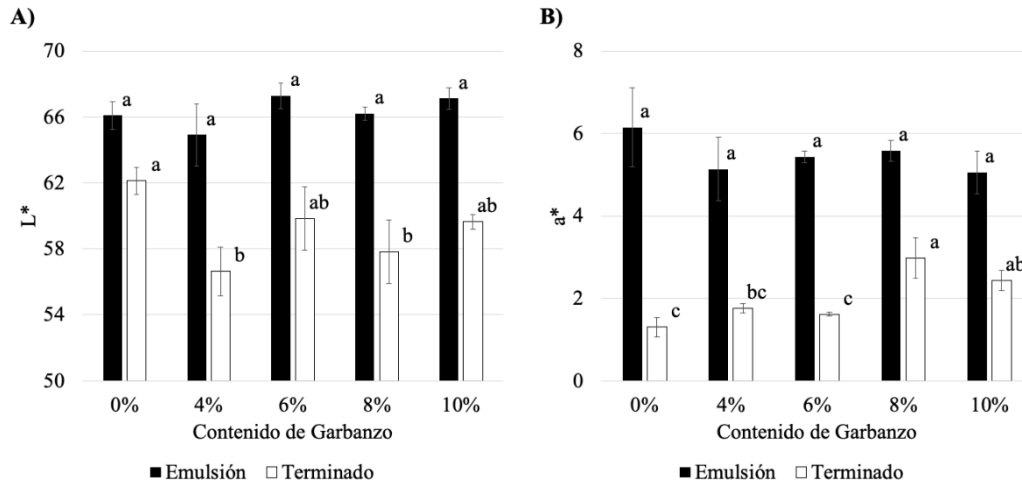 A)
70
66
62
58
54
50
L*
a
a
a
a
a
a
b
ab
b
ab
0%
4%
6%
8%
10%
Contenido de Garbanzo
Emulsión
Terminado
B)
8
6
4
2
0
a*
a
a
a
a
a
c
bc
c
a
ab
0%
4%
6%
8%
10%
Contenido de Garbanzo
Emulsión
Terminado